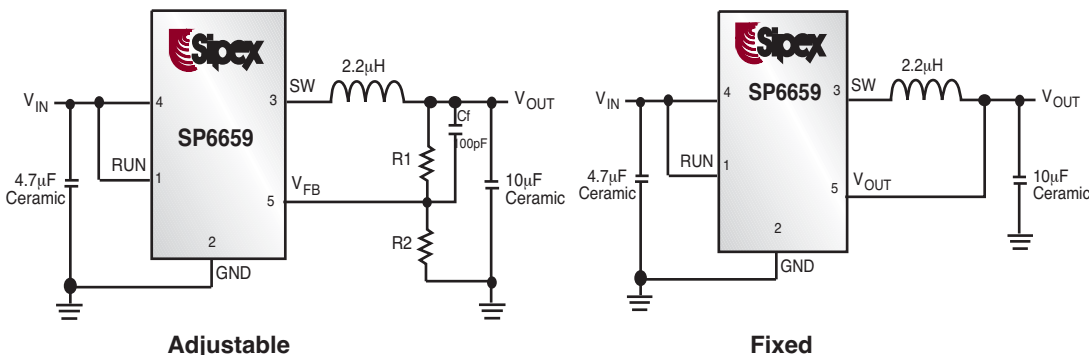 Sipex
V_IN
4
RUN
1
4.7μF
Ceramic
SP6659
2
GND
3
SW
2.2μH
V_OUT
Cf
100pF
R1
V_FB
5
R2
10μF
Ceramic
Adjustable
Sipex
V_IN
4
RUN
1
4.7μF
Ceramic
SP6659
2
GND
3
SW
2.2μH
V_OUT
5
V_OUT
10μF
Ceramic
Fixed